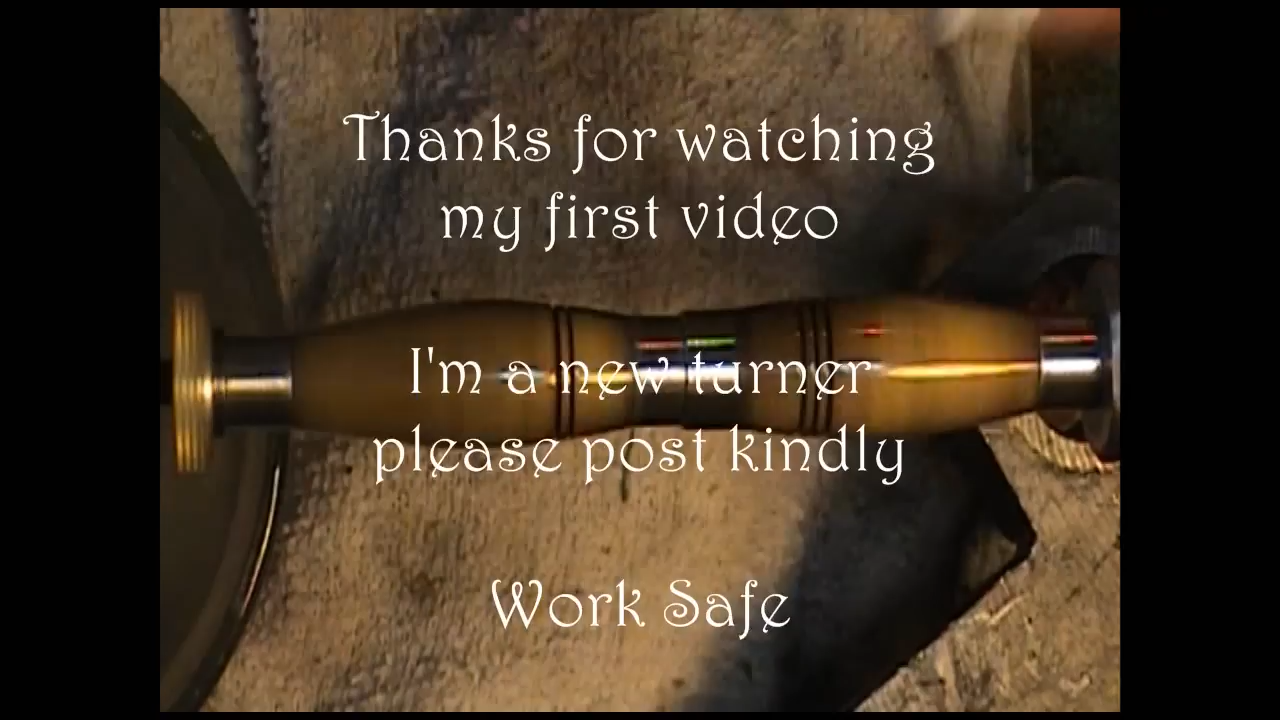 Thanks for watching
my first video
I'm a new turner
please post kindly
Work Safe